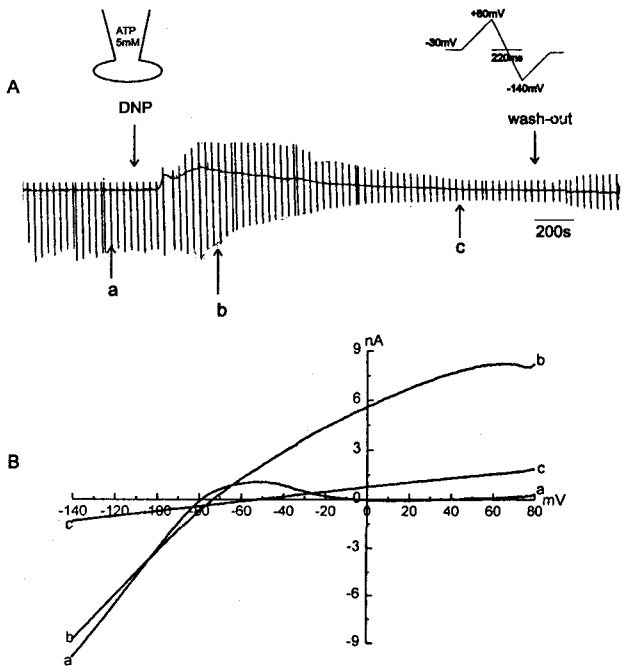 ATP
5mM
+80mV
-30mV
220ms
-140mV
A
DNP
wash-out
a
b
c
200s
B
nA
9
6
3
-3
-6
-9
-140 -120 -100 -80 -60 -40 -20 0 20 40 60 80 mV
b
c
a
c
b
a